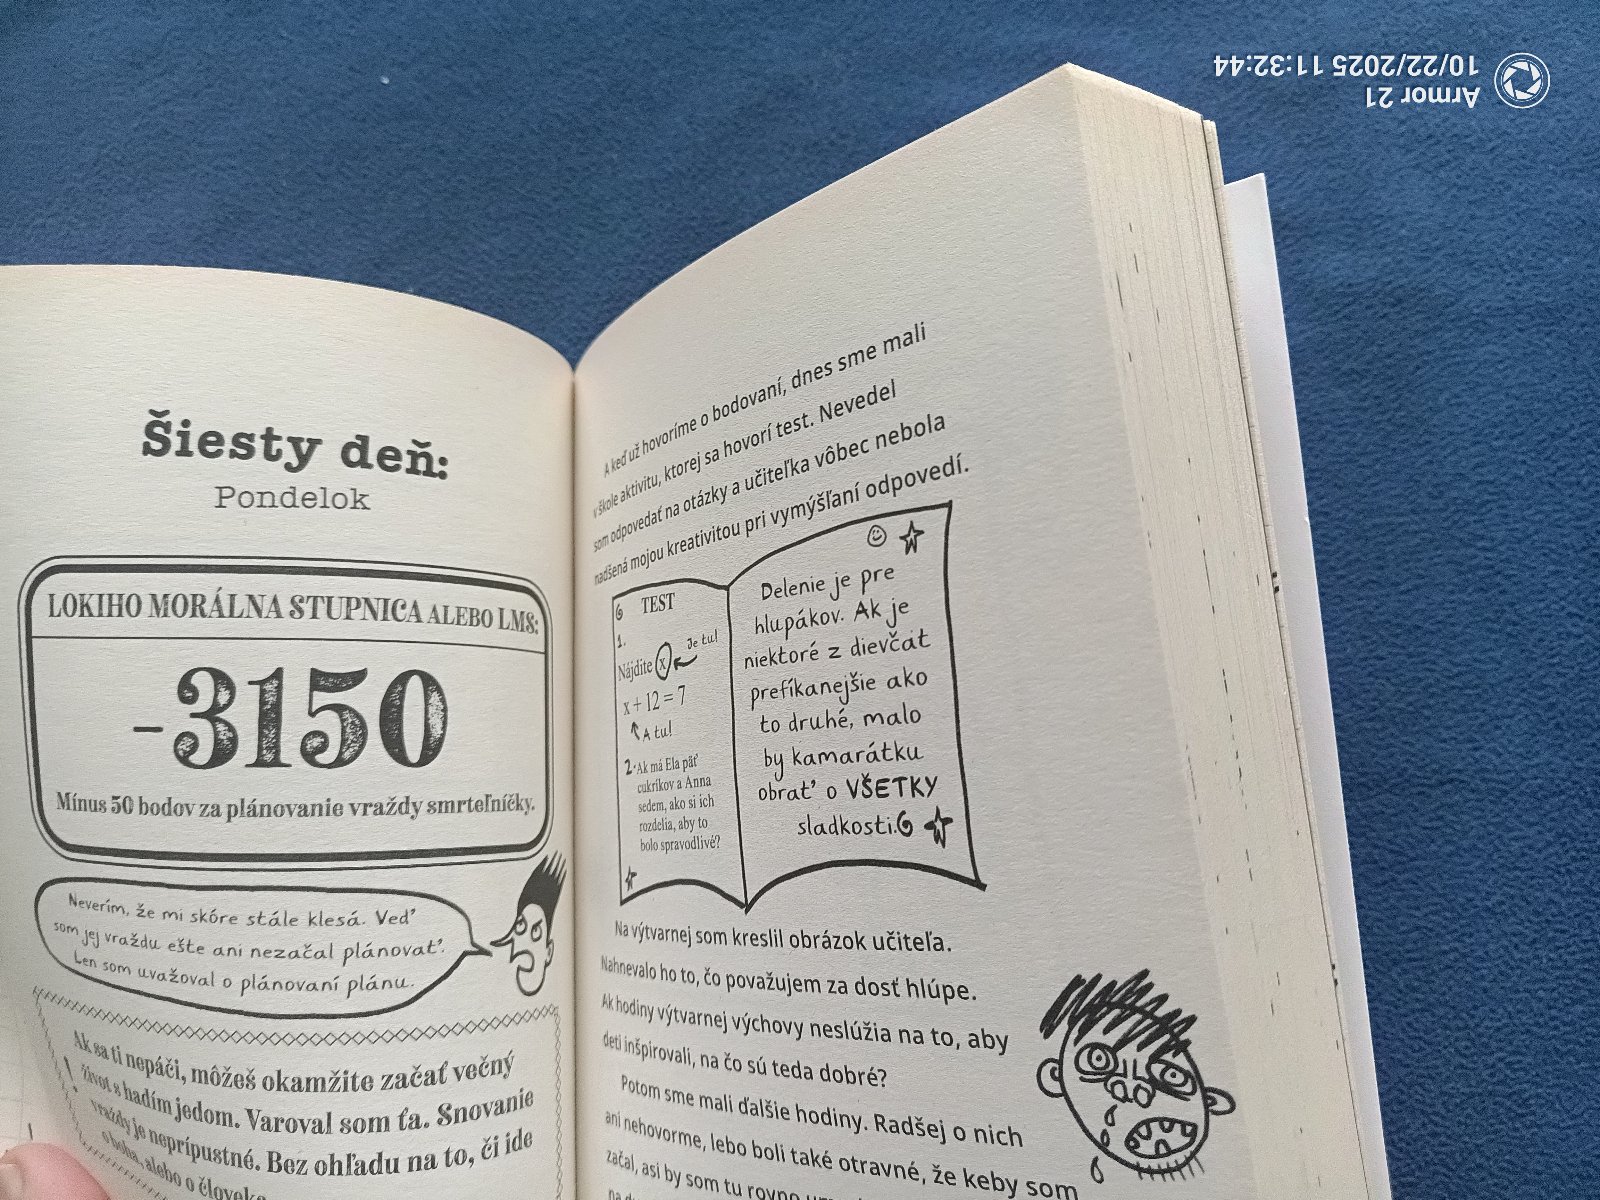 Armor 21
10/22/2025 11:32:44
Šiesty deň:
Pondelok
LOKIHO MORÁLNA STUPNICA ALEBO LMS:
-3150
Mínus 50 bodov za plánovanie vraždy smrteľníčky.
Neverím, že mi skóre stále klesá. Veď
som jej vraždu ešte ani nezačal plánovať.
Len som uvažoval o plánovaní plánu.
Ak sa ti nepáči, môžeš okamžite začať večný
život s hadím jedom. Varoval som ťa. Snovanie
vraždy je neprípustné. Bez ohľadu na to, či ide
o boha, alebo o človeka
A keď už hovoríme o bodovaní, dnes sme mali
v škole aktivitu, ktorej sa hovorí test. Nevedel
som odpovedať na otázky a učiteľka vôbec nebola
nadšená mojou kreativitou pri vymýšľaní odpovedí.
TEST
1.
Je tu!
Nájdite x
x + 12 = 7
A tu!
2. Ak má Ela päť
cukríkov a Anna
sedem, ako si ich
rozdelia, aby to
bolo spravodlivé?
Delenie je pre
hlupákov. Ak je
niektoré z dievčat
prefíkanejšie ako
to druhé, malo
by kamarátku
obrať o VŠETKY
sladkosti.
Na výtvarnej som kreslil obrázok učiteľa.
Nahnevalo ho to, čo považujem za dosť hlúpe.
Ak hodiny výtvarnej výchovy neslúžia na to, aby
deti inšpirovali, na čo sú teda dobré?
Potom sme mali ďalšie hodiny. Radšej o nich
ani nehovorme, lebo boli také otravné, že keby som
začal, asi by som tu rovno